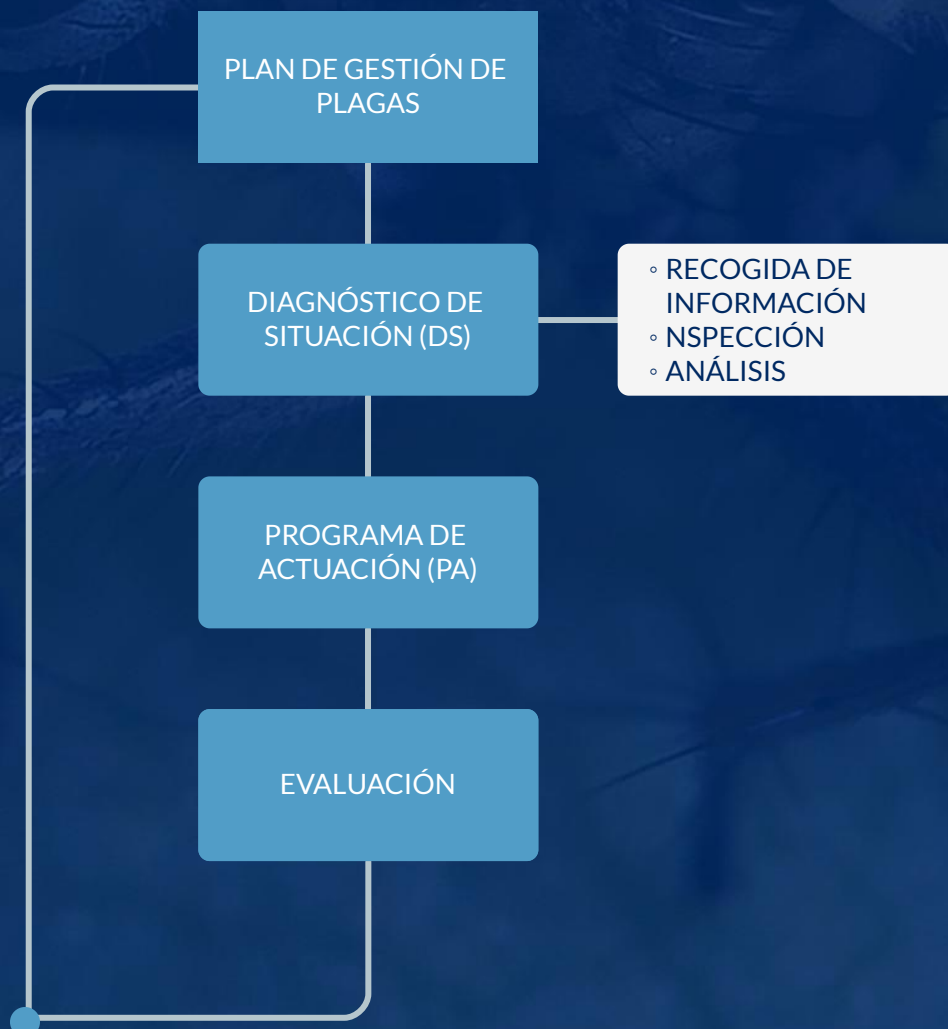 PLAN DE GESTIÓN DE
PLAGAS
DIAGNÓSTICO DE
SITUACIÓN (DS)
◦ RECOGIDA DE
INFORMACIÓN
◦ NSPECCIÓN
◦ ANÁLISIS
PROGRAMA DE
ACTUACIÓN (PA)
EVALUACIÓN